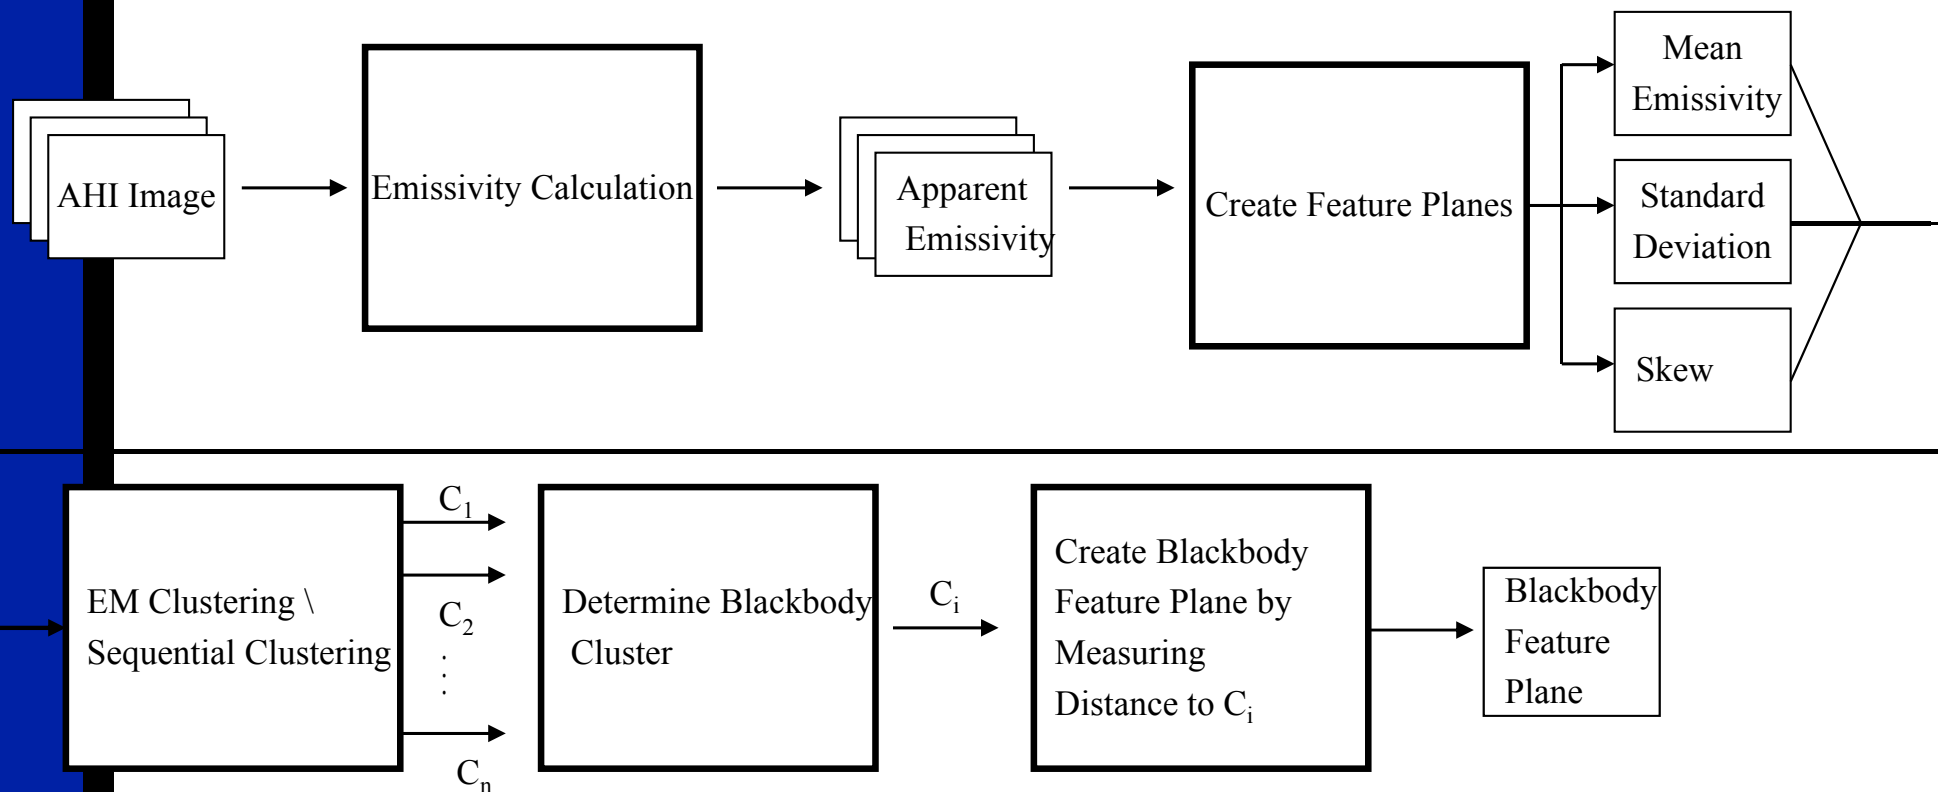 AHI Image
Emissivity Calculation
Apparent
Emissivity
Create Feature Planes
Mean
Emissivity
Standard
Deviation
Skew
EM Clustering \
Sequential Clustering
C₁
C₂
⋮
Cₙ
Determine Blackbody
Cluster
Cᵢ
Create Blackbody
Feature Plane by
Measuring
Distance to Cᵢ
Blackbody
Feature
Plane